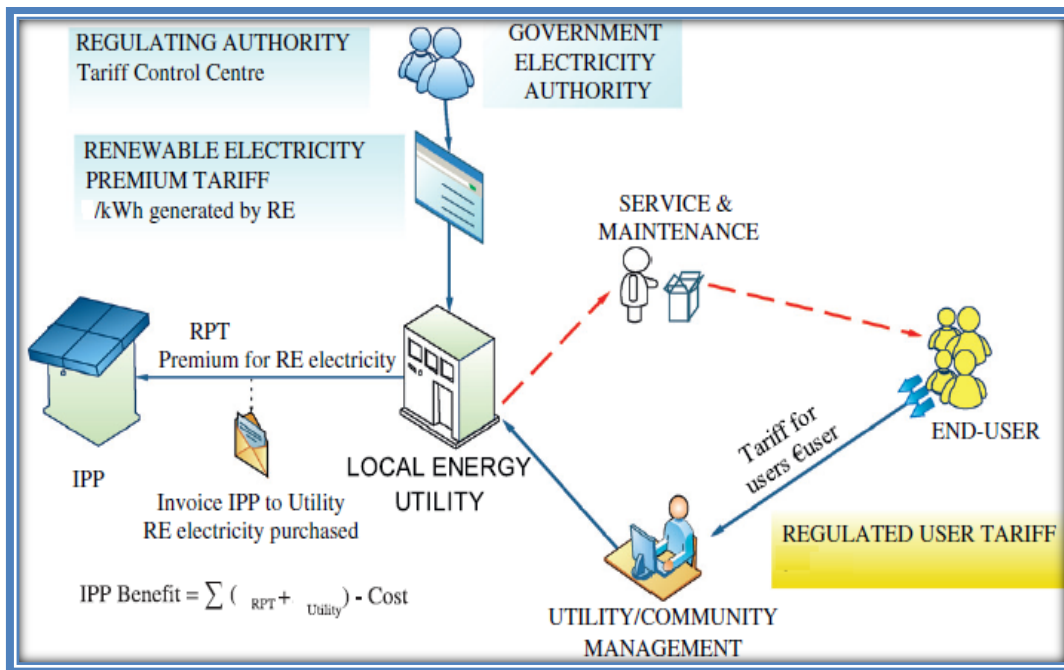 REGULATING AUTHORITY
Tariff Control Centre
GOVERNMENT
ELECTRICITY
AUTHORITY
RENEWABLE ELECTRICITY
PREMIUM TARIFF
/kWh generated by RE
SERVICE &
MAINTENANCE
RPT
Premium for RE electricity
IPP
Invoice IPP to Utility
RE electricity purchased
LOCAL ENERGY
UTILITY
END-USER
Tariff for
users €user
REGULATED USER TARIFF
UTILITY/COMMUNITY
MANAGEMENT
IPP Benefit = ∑ ( RPT + Utility) - Cost